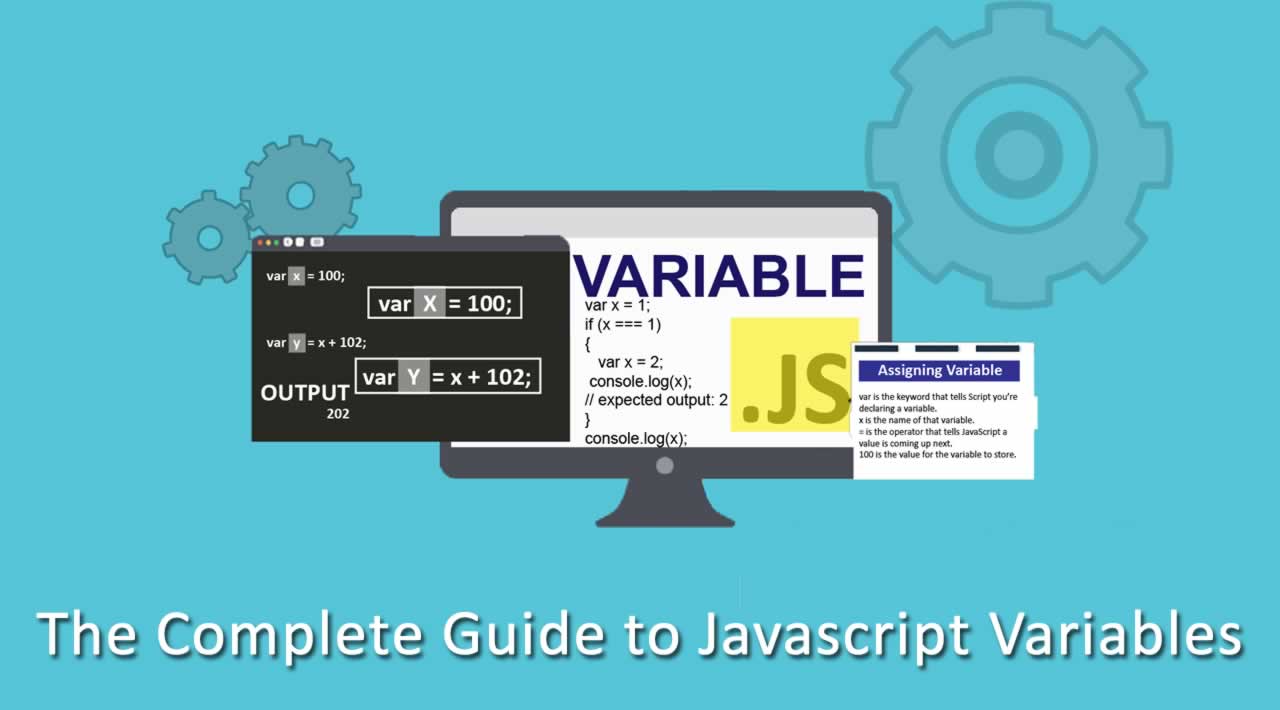 var x = 100;
var X = 100;
var y = x + 102;
var Y = x + 102;
OUTPUT
202
VARIABLE
var x = 1;
if (x === 1)
{
var x = 2;
console.log(x);
// expected output: 2
}
console.log(x);
.JS
Assigning Variable
var is the keyword that tells Script you're
declaring a variable.
x is the name of that variable.
= is the operator that tells JavaScript a
value is coming up next.
100 is the value for the variable to store.
The Complete Guide to Javascript Variables